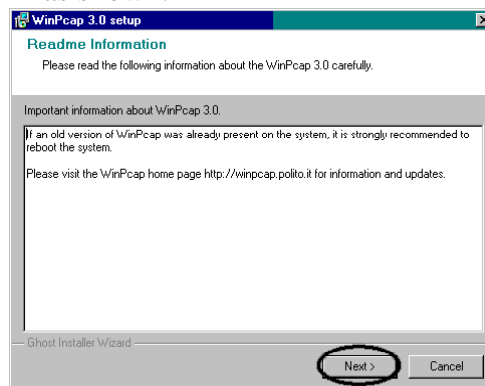 WinPcap 3.0 setup
Readme Information
Please read the following information about the WinPcap 3.0 carefully.
Important information about WinPcap 3.0.
If an old version of WinPcap was already present on the system, it is strongly recommended to
reboot the system.
Please visit the WinPcap home page http://winpcap.polito.it for information and updates.
Ghost Installer Wizard
Next >
Cancel